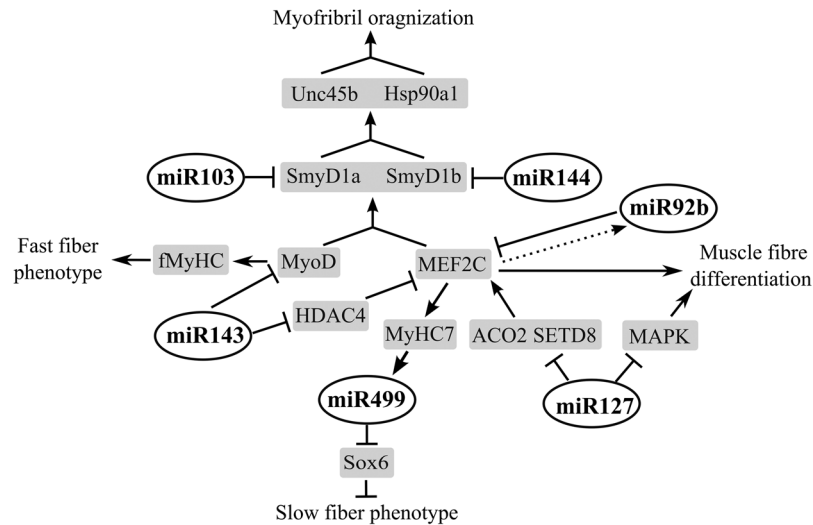 Myofribril oragnization
Unc45b Hsp90a1
miR103
SmyD1a SmyD1b
miR144
miR92b
Fast fiber
phenotype
fMyHC
MyoD
MEF2C
Muscle fibre
differentiation
miR143
HDAC4
MyHC7
ACO2 SETD8
MAPK
miR499
miR127
Sox6
Slow fiber phenotype